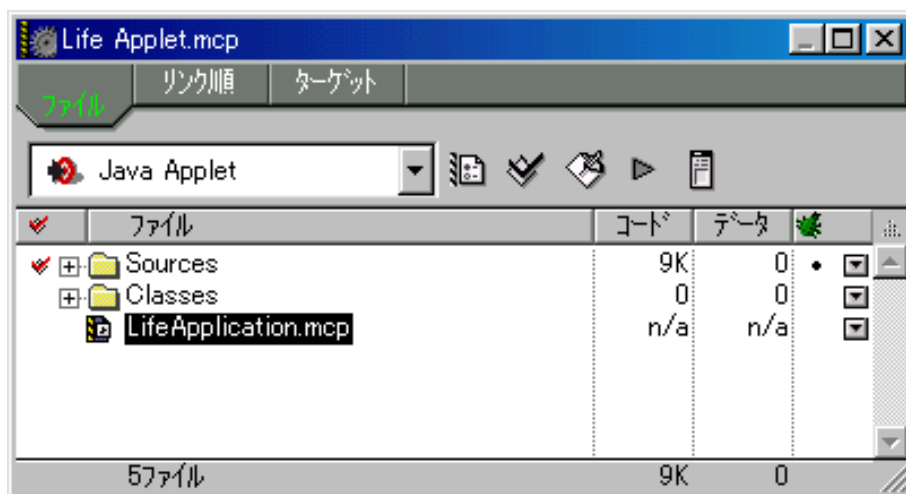 Life Applet.mcp
ファイル リンク順 ターゲット
Java Applet
ファイル コード データ
Sources 9K 0
Classes 0 0
LifeApplication.mcp n/a n/a
5ファイル 9K 0